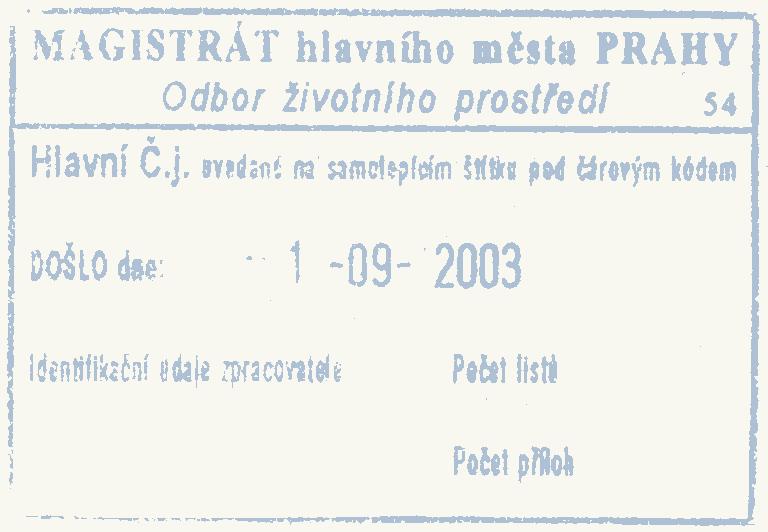 MAGISTRÁT hlavního města PRAHY
Odbor životního prostředí 54
Hlavní Č.j. uvedené na samolepícím štítku pod čárovým kódem
DOŠLO dne: 1 -09- 2003
Identifikační údaje zpracovatele Počet listů
Počet příloh